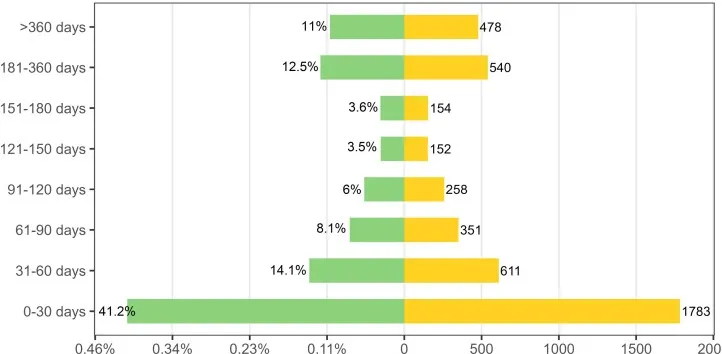 >360 days 11% 478
181-360 days 12.5% 540
151-180 days 3.6% 154
121-150 days 3.5% 152
91-120 days 6% 258
61-90 days 8.1% 351
31-60 days 14.1% 611
0-30 days 41.2% 1783
0.46% 0.34% 0.23% 0.11% 0 500 1000 1500 200